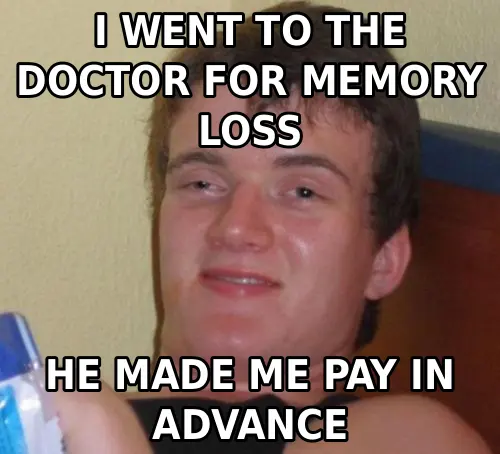 I WENT TO THE
DOCTOR FOR MEMORY
LOSS
HE MADE ME PAY IN
ADVANCE